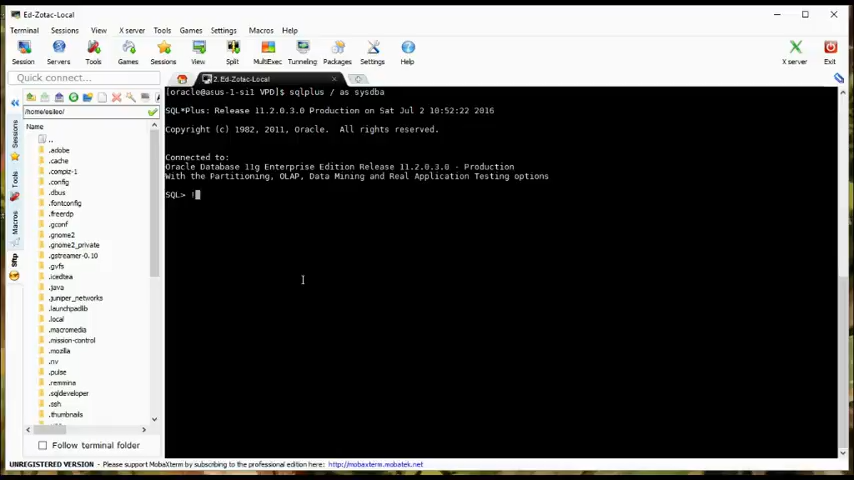 Ed-Zotac-Local
Terminal Sessions View X server Tools Games Settings Macros Help
Session Servers Tools Games Sessions View Split MultiExec Tunneling Packages Settings Help X server Exit
Quick connect...
2. Ed-Zotac-Local
/home/esileo/
Name
..
.adobe
.cache
.compiz-1
.config
.dbus
.fontconfig
.freerdp
.gconf
.gnome2
.gnome2_private
.gstreamer-0.10
.gvfs
.icedtea
.java
.juniper_networks
.launchpadlib
.local
.macromedia
.mission-control
.mozilla
.nv
.pulse
.remmina
.sqldeveloper
.ssh
.thumbnails
Follow terminal folder
Sessions
Tools
Macros
Sftp
[oracle@asus-1-si1 VPD]$ sqlplus / as sysdba
SQL*Plus: Release 11.2.0.3.0 Production on Sat Jul 2 10:52:22 2016
Copyright (c) 1982, 2011, Oracle. All rights reserved.
Connected to:
Oracle Database 11g Enterprise Edition Release 11.2.0.3.0 - Production
With the Partitioning, OLAP, Data Mining and Real Application Testing options
SQL> !
UNREGISTERED VERSION - Please support MobaXterm by subscribing to the professional edition here: http://mobaxterm.mobatek.net